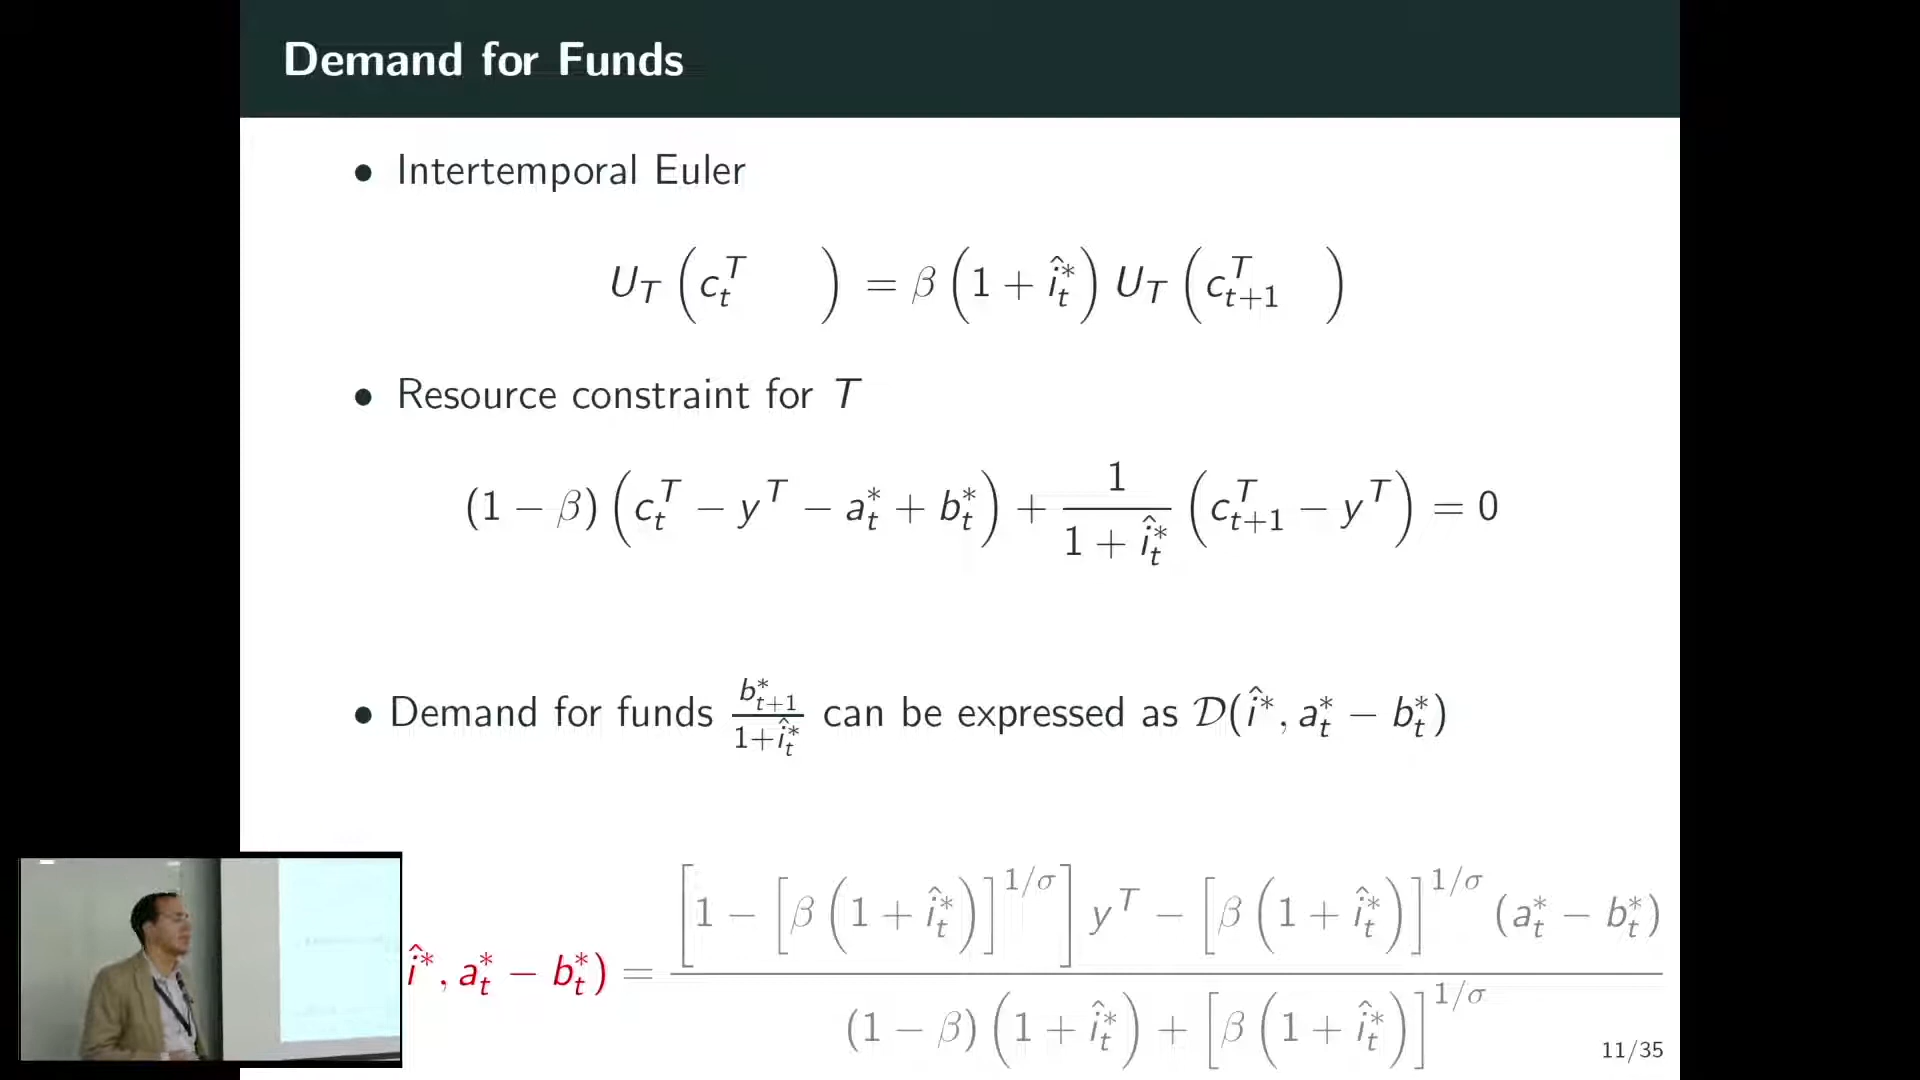 Demand for Funds
• Intertemporal Euler
U_T (c_t^T ) = β (1 + î_t^*) U_T (c_{t+1}^T )
• Resource constraint for T
(1 − β) (c_t^T − y^T − a_t^* + b_t^*) + \frac{1}{1 + î_t^*} (c_{t+1}^T − y^T) = 0
• Demand for funds \frac{b_{t+1}^*}{1+î_t^*} can be expressed as 𝒟(î^*, a_t^* − b_t^*)
î^*, a_t^* − b_t^*) = \frac{[1 − [β (1 + î_t^*)]^{1/σ}] y^T − [β (1 + î_t^*)]^{1/σ} (a_t^* − b_t^*)}{(1 − β) (1 + î_t^*) + [β (1 + î_t^*)]^{1/σ}}
11/35